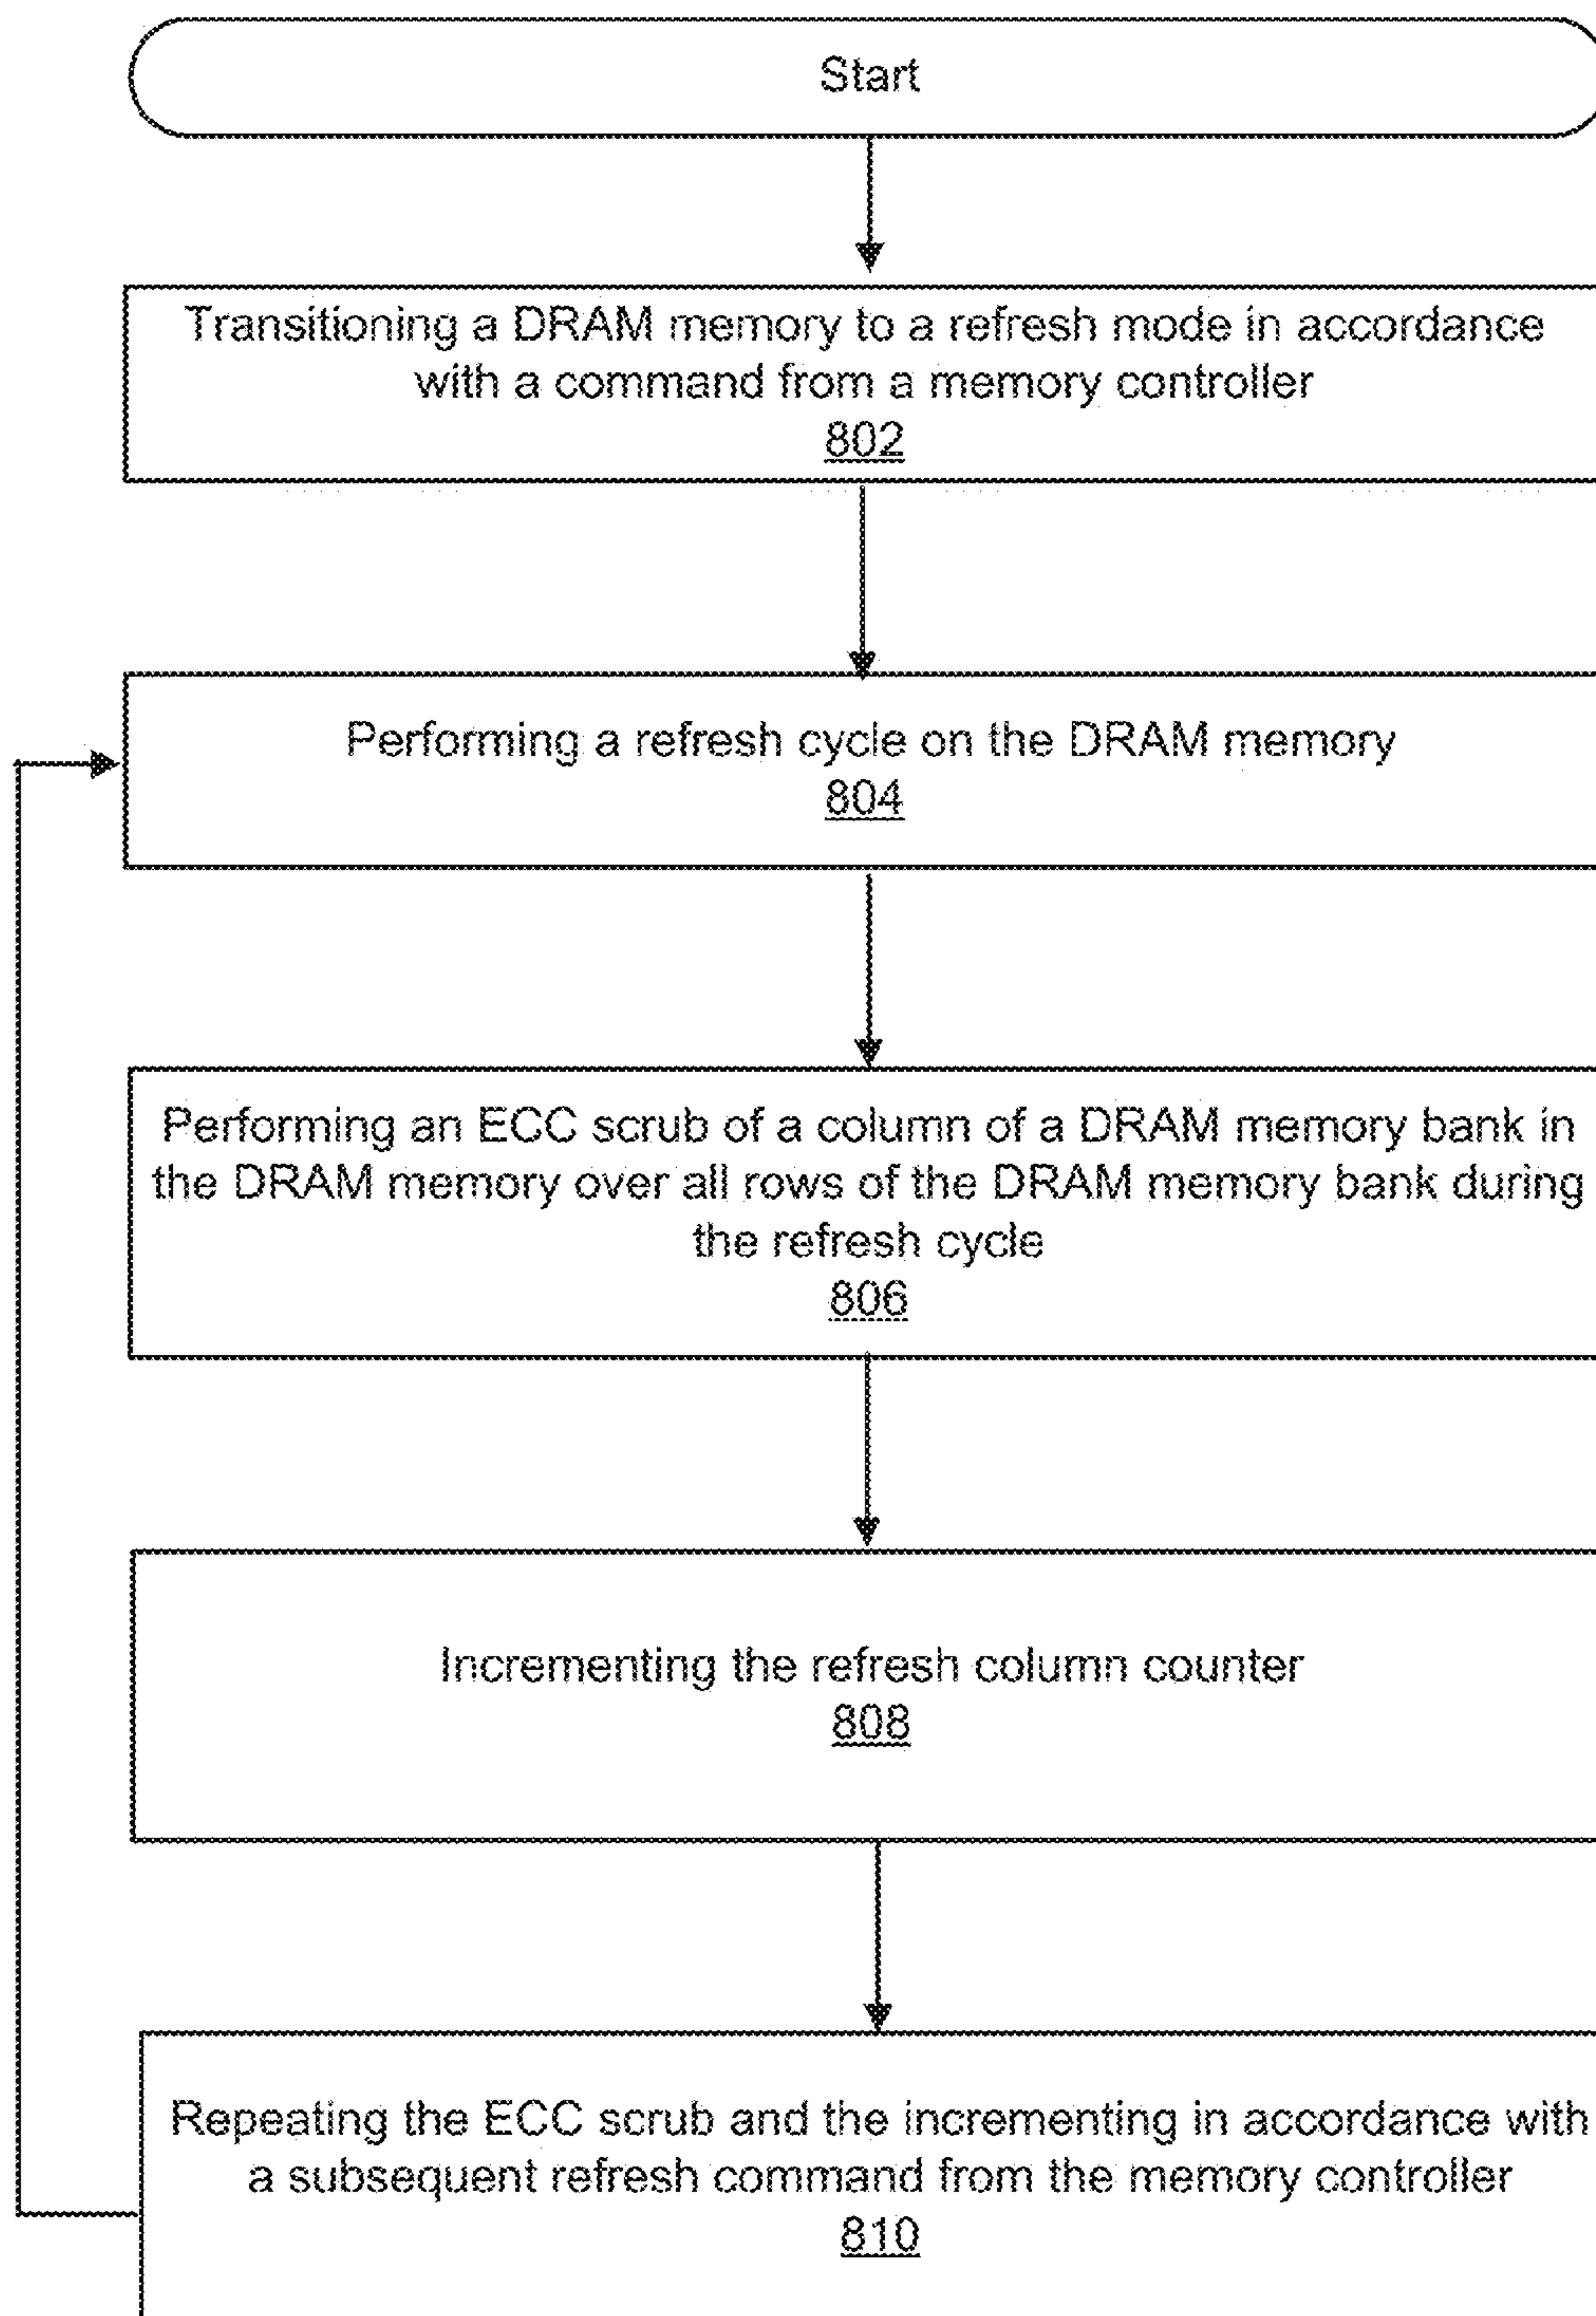 Start
Transitioning a DRAM memory to a refresh mode in accordance
with a command from a memory controller
802
Performing a refresh cycle on the DRAM memory
804
Performing an ECC scrub of a column of a DRAM memory bank in
the DRAM memory over all rows of the DRAM memory bank during
the refresh cycle
806
Incrementing the refresh column counter
808
Repeating the ECC scrub and the incrementing in accordance with
a subsequent refresh command from the memory controller
810